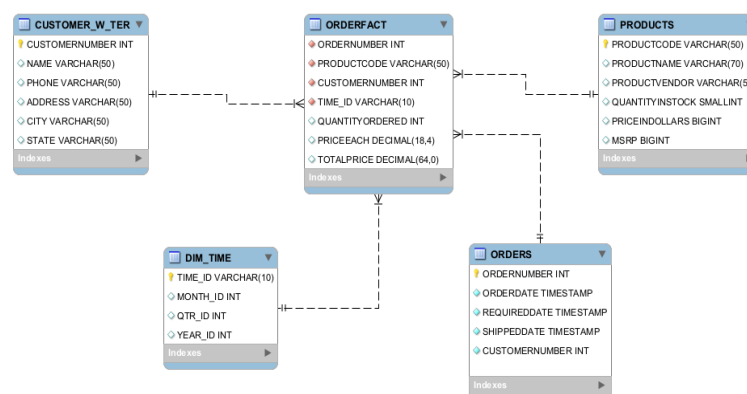 CUSTOMER_W_TER
CUSTOMERNUMBER INT
NAME VARCHAR(50)
PHONE VARCHAR(50)
ADDRESS VARCHAR(50)
CITY VARCHAR(50)
STATE VARCHAR(50)
Indexes
ORDERFACT
ORDERNUMBER INT
PRODUCTCODE VARCHAR(50)
CUSTOMERNUMBER INT
TIME_ID VARCHAR(10)
QUANTITYORDERED INT
PRICEEACH DECIMAL(18,4)
TOTALPRICE DECIMAL(64,0)
Indexes
PRODUCTS
PRODUCTCODE VARCHAR(50)
PRODUCTNAME VARCHAR(70)
PRODUCTVENDOR VARCHAR(5
QUANTITYINSTOCK SMALLINT
PRICEINDOLLARS BIGINT
MSRP BIGINT
Indexes
DIM_TIME
TIME_ID VARCHAR(10)
MONTH_ID INT
QTR_ID INT
YEAR_ID INT
Indexes
ORDERS
ORDERNUMBER INT
ORDERDATE TIMESTAMP
REQUIREDDATE TIMESTAMP
SHIPPEDDATE TIMESTAMP
CUSTOMERNUMBER INT
Indexes